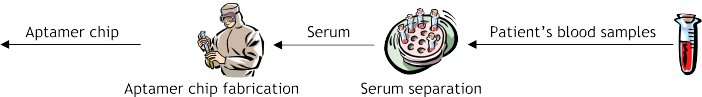 Aptamer chip
Serum
Patient's blood samples
Aptamer chip fabrication
Serum separation